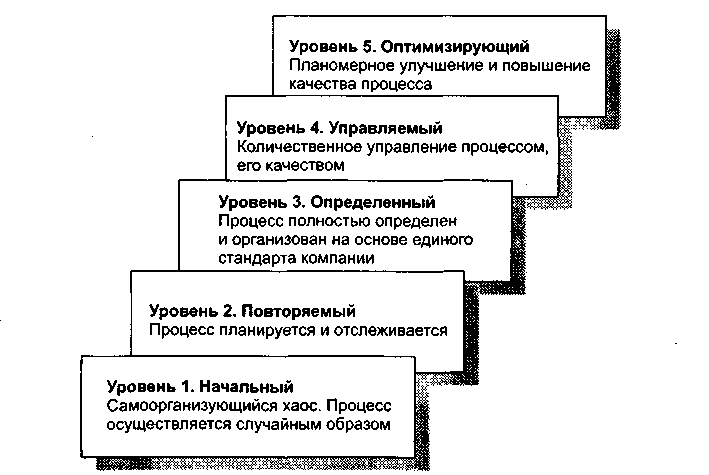 Уровень 5. Оптимизирующий
Планомерное улучшение и повышение
качества процесса
Уровень 4. Управляемый
Количественное управление процессом,
его качеством
Уровень 3. Определенный
Процесс полностью определен
и организован на основе единого
стандарта компании
Уровень 2. Повторяемый
Процесс планируется и отслеживается
Уровень 1. Начальный
Самоорганизующийся хаос. Процесс
осуществляется случайным образом